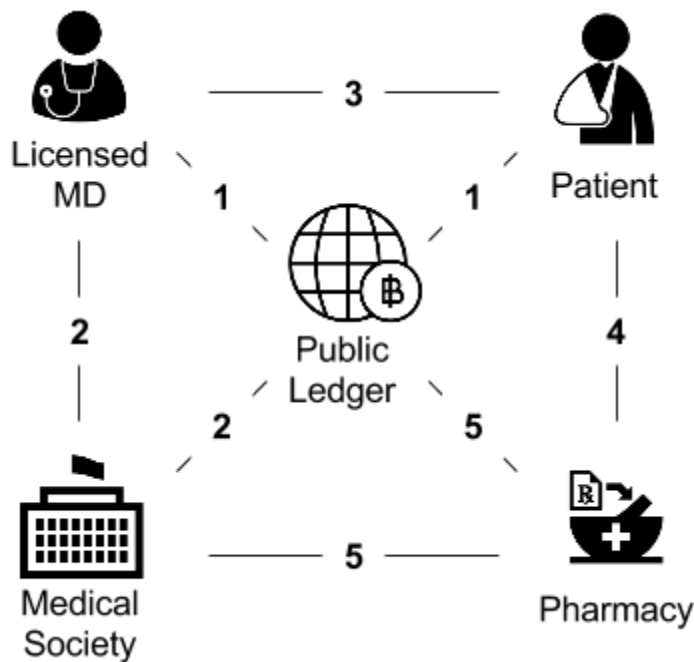 3
Licensed
MD
Patient
1
1
฿
2
4
Public
Ledger
2
5
℞
5
Medical
Society
Pharmacy